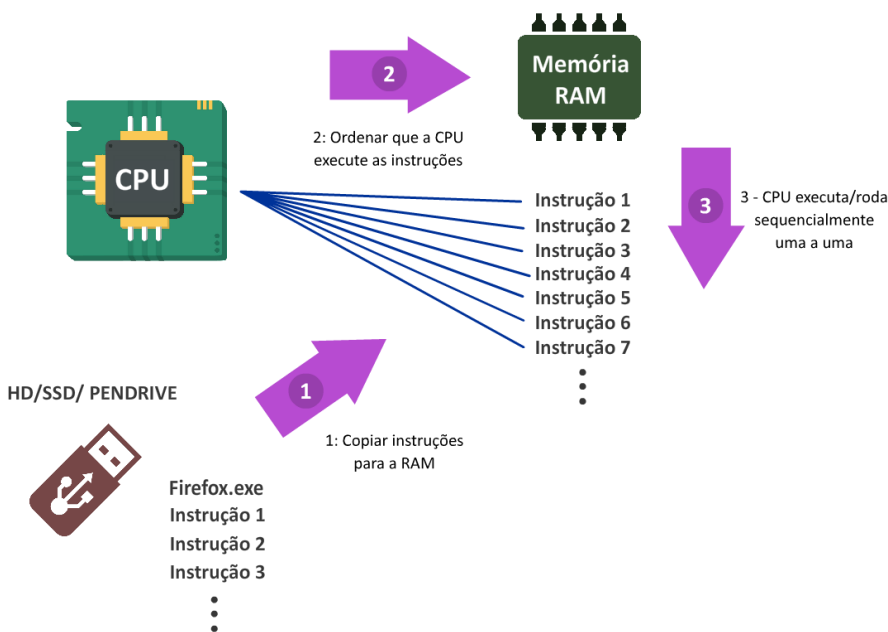 2
Memória
RAM
CPU
2: Ordenar que a CPU
execute as instruções
3
3 - CPU executa/roda
sequencialmente
uma a uma
Instrução 1
Instrução 2
Instrução 3
Instrução 4
Instrução 5
Instrução 6
Instrução 7
HD/SSD/ PENDRIVE
1
1: Copiar instruções
para a RAM
Firefox.exe
Instrução 1
Instrução 2
Instrução 3